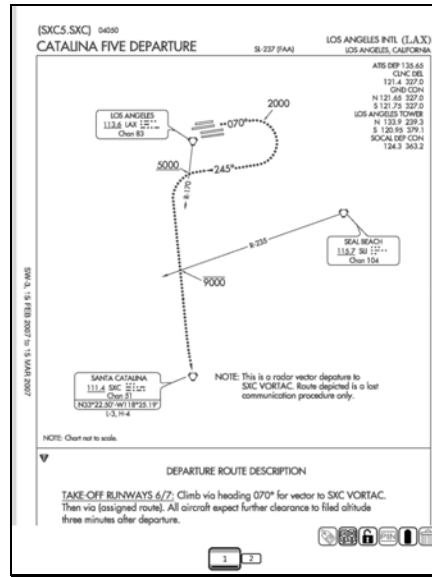 (SXC5.SXC) 04050
CATALINA FIVE DEPARTURE
SL-237 (FAA)
LOS ANGELES INTL (LAX)
LOS ANGELES, CALIFORNIA
ATIS DEP 135.65
CLNC DEL
121.4 327.0
GND CON
N 121.65 327.0
S 121.75 327.0
LOS ANGELES TOWER
N 133.9 239.3
S 120.95 379.1
SOCAL DEP CON
124.3 363.2
LOS ANGELES
113.6 LAX
Chan 83
070°
2000
5000
245°
R-170
R-235
SEAL BEACH
115.7 SLI
Chan 104
9000
SW-3, 15 FEB 2007 to 15 MAR 2007
SANTA CATALINA
111.4 SXC
Chan 51
N33°22.50'-W118°25.19'
L-3, H-4
NOTE: This is a radar vector depature to
SXC VORTAC. Route depicted is a lost
communication procedure only.
NOTE: Chart not to scale.
DEPARTURE ROUTE DESCRIPTION
TAKE-OFF RUNWAYS 6/7: Climb via heading 070° for vector to SXC VORTAC.
Then via (assigned route). All aircraft expect further clearance to filed altitude
three minutes after departure.
1 2